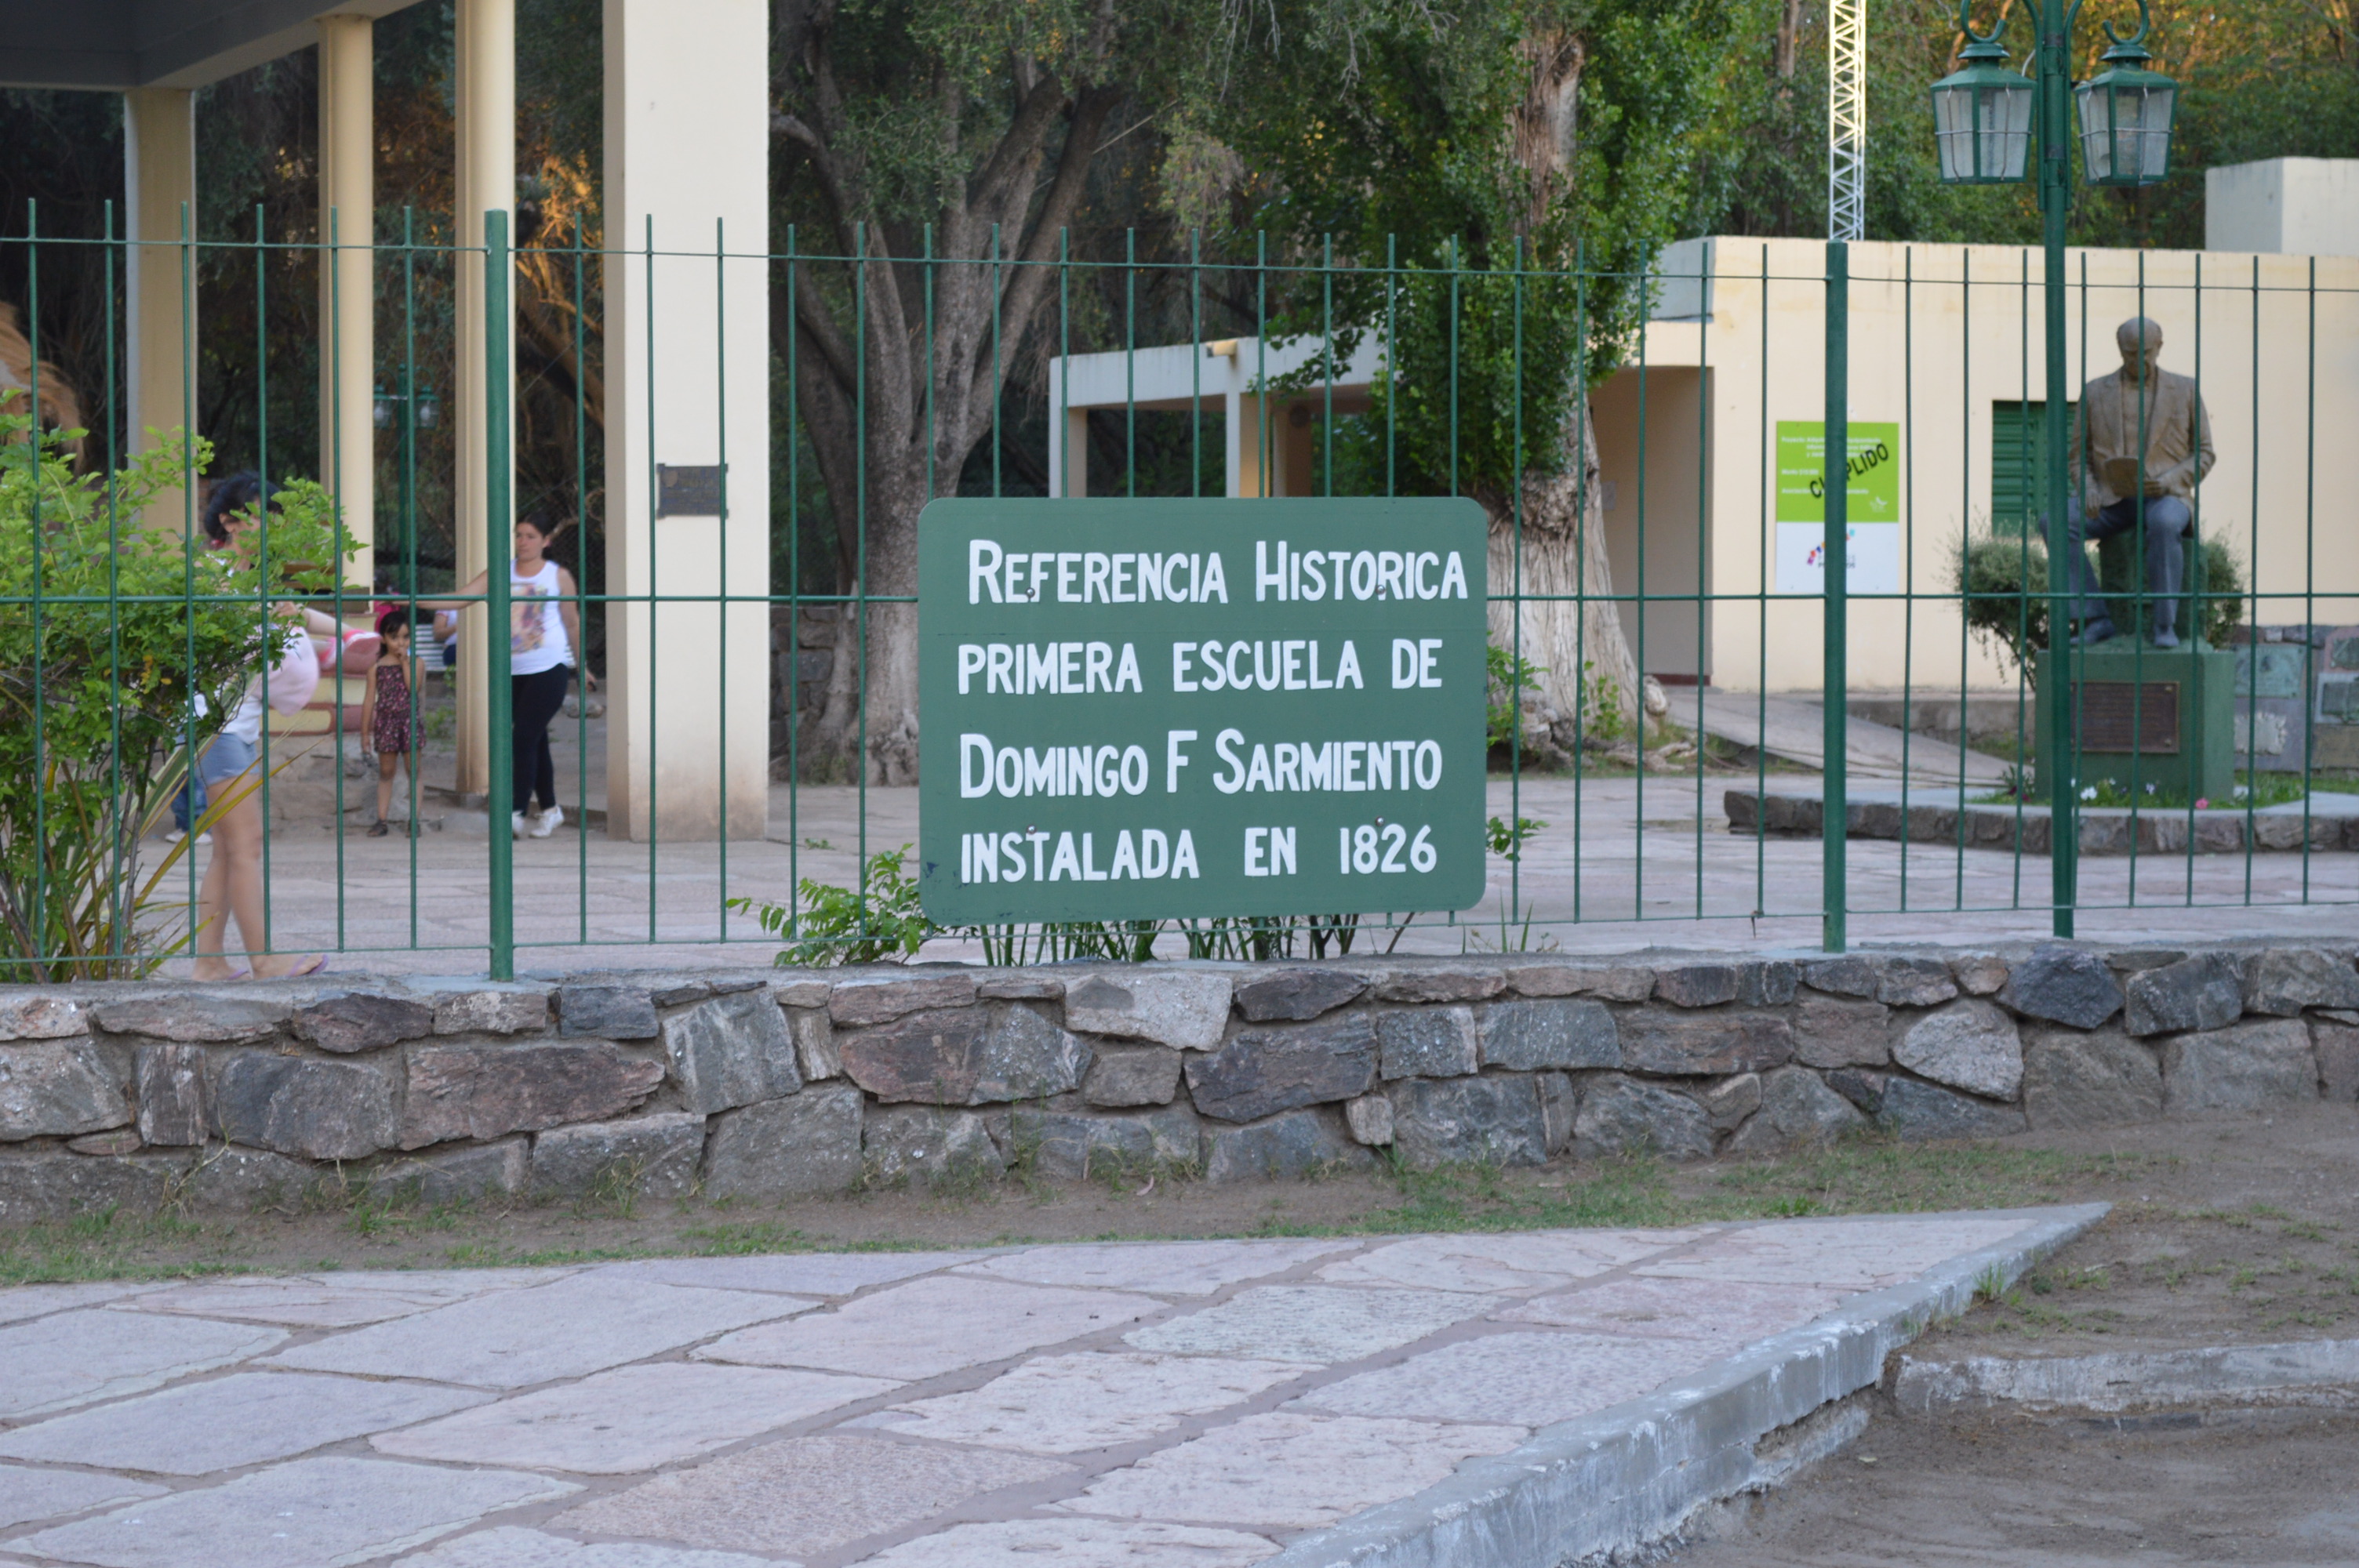 REFERENCIA HISTORICA
PRIMERA ESCUELA DE
DOMINGO F SARMIENTO
INSTALADA EN 1826